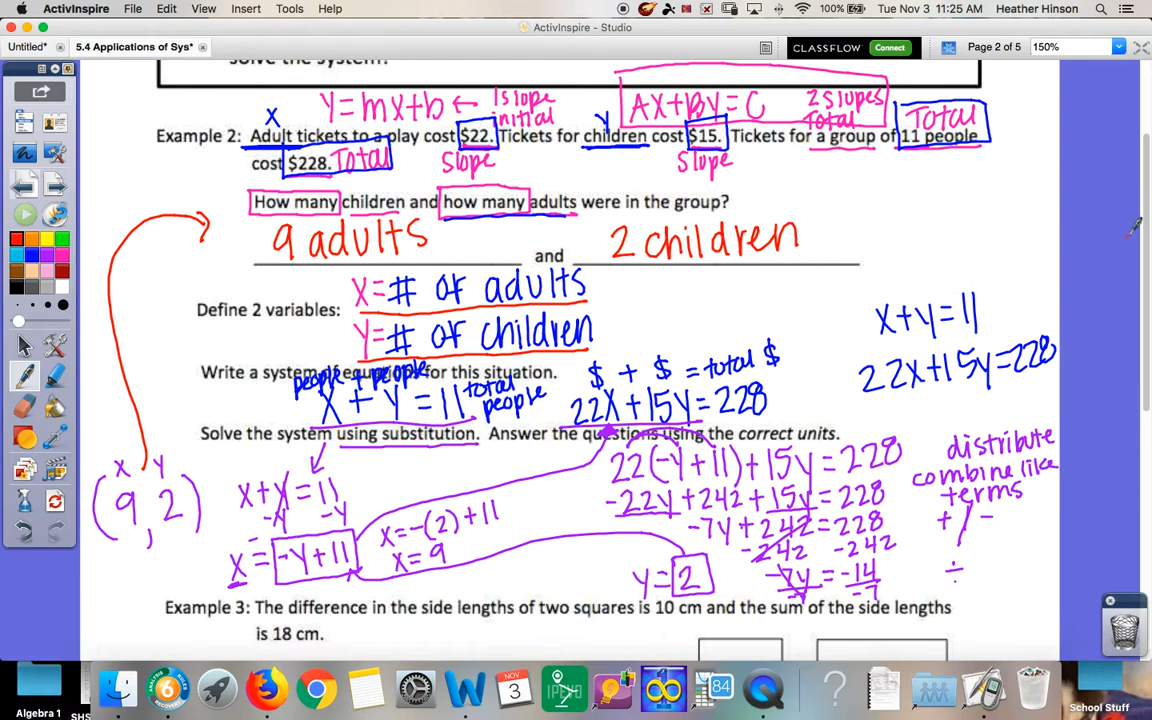 ActivInspire File Edit View Insert Tools Help 100% Tue Nov 3 11:25 AM Heather Hinson
ActivInspire - Studio
Untitled* 5.4 Applications of Sys* CLASSFLOW Connect Page 2 of 5 150%
solve the system?
y=mx+b ← 1 slope initial
AX+BY=C 2 slopes Total
X Y Total
Example 2: Adult tickets to a play cost $22. Tickets for children cost $15. Tickets for a group of 11 people
cost $228. Total slope slope
How many children and how many adults were in the group?
9 adults and 2 children
Define 2 variables: X=# of adults
Y=# of children
Write a system of equations for this situation.
people + people $ + $ = total $
X + Y = 11 total people 22X+15Y=228
x+y=11
22x+15y=228
Solve the system using substitution. Answer the questions using the correct units.
X Y
(9, 2)
x+y=11
-y -y
x = -y+11
x=-(2)+11
x=9
22(-y+11)+15y=228
-22y+242+15y=228
-7y+242=228
-242 -242
-7y=-14
-7 -7
y=2
distribute
combine like
terms
+/-
÷
Example 3: The difference in the side lengths of two squares is 10 cm and the sum of the side lengths
is 18 cm.
6
NOV
3
84
Algebra 1 SHS School Stuff